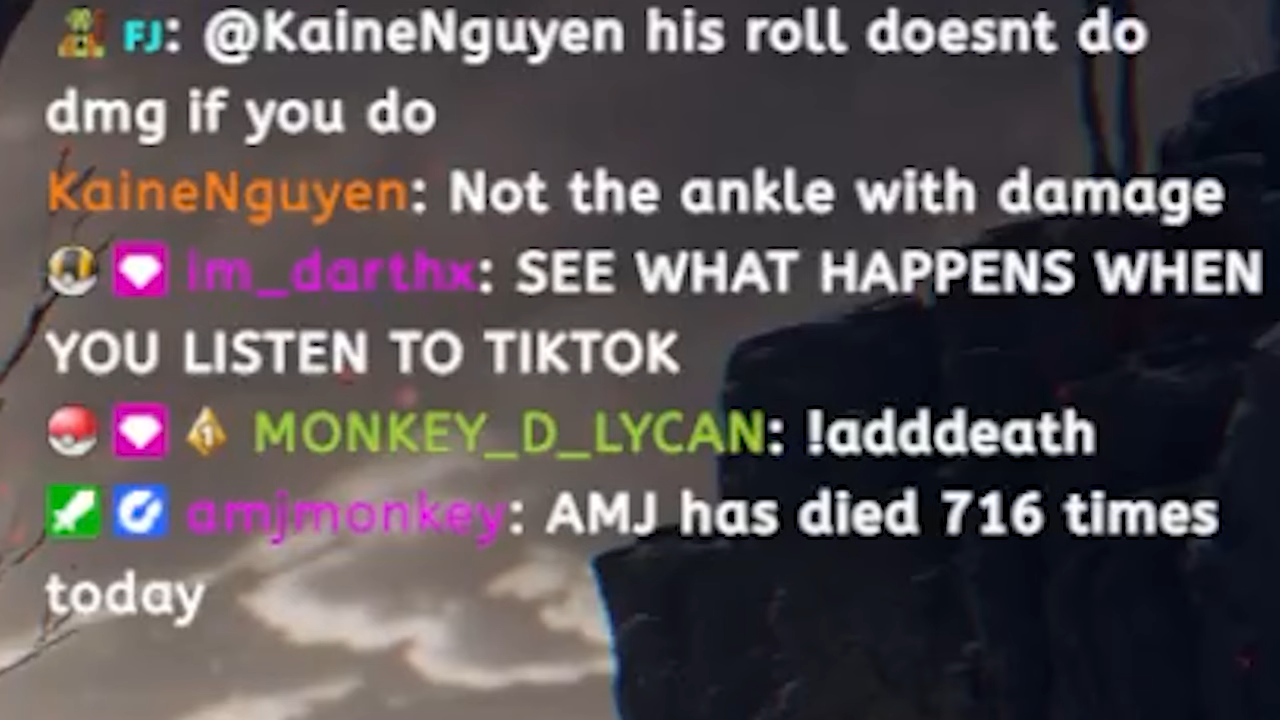 FJ: @KaineNguyen his roll doesnt do
dmg if you do
KaineNguyen: Not the ankle with damage
im_darthx: SEE WHAT HAPPENS WHEN
YOU LISTEN TO TIKTOK
1 MONKEY_D_LYCAN: !adddeath
amjmonkey: AMJ has died 716 times
today